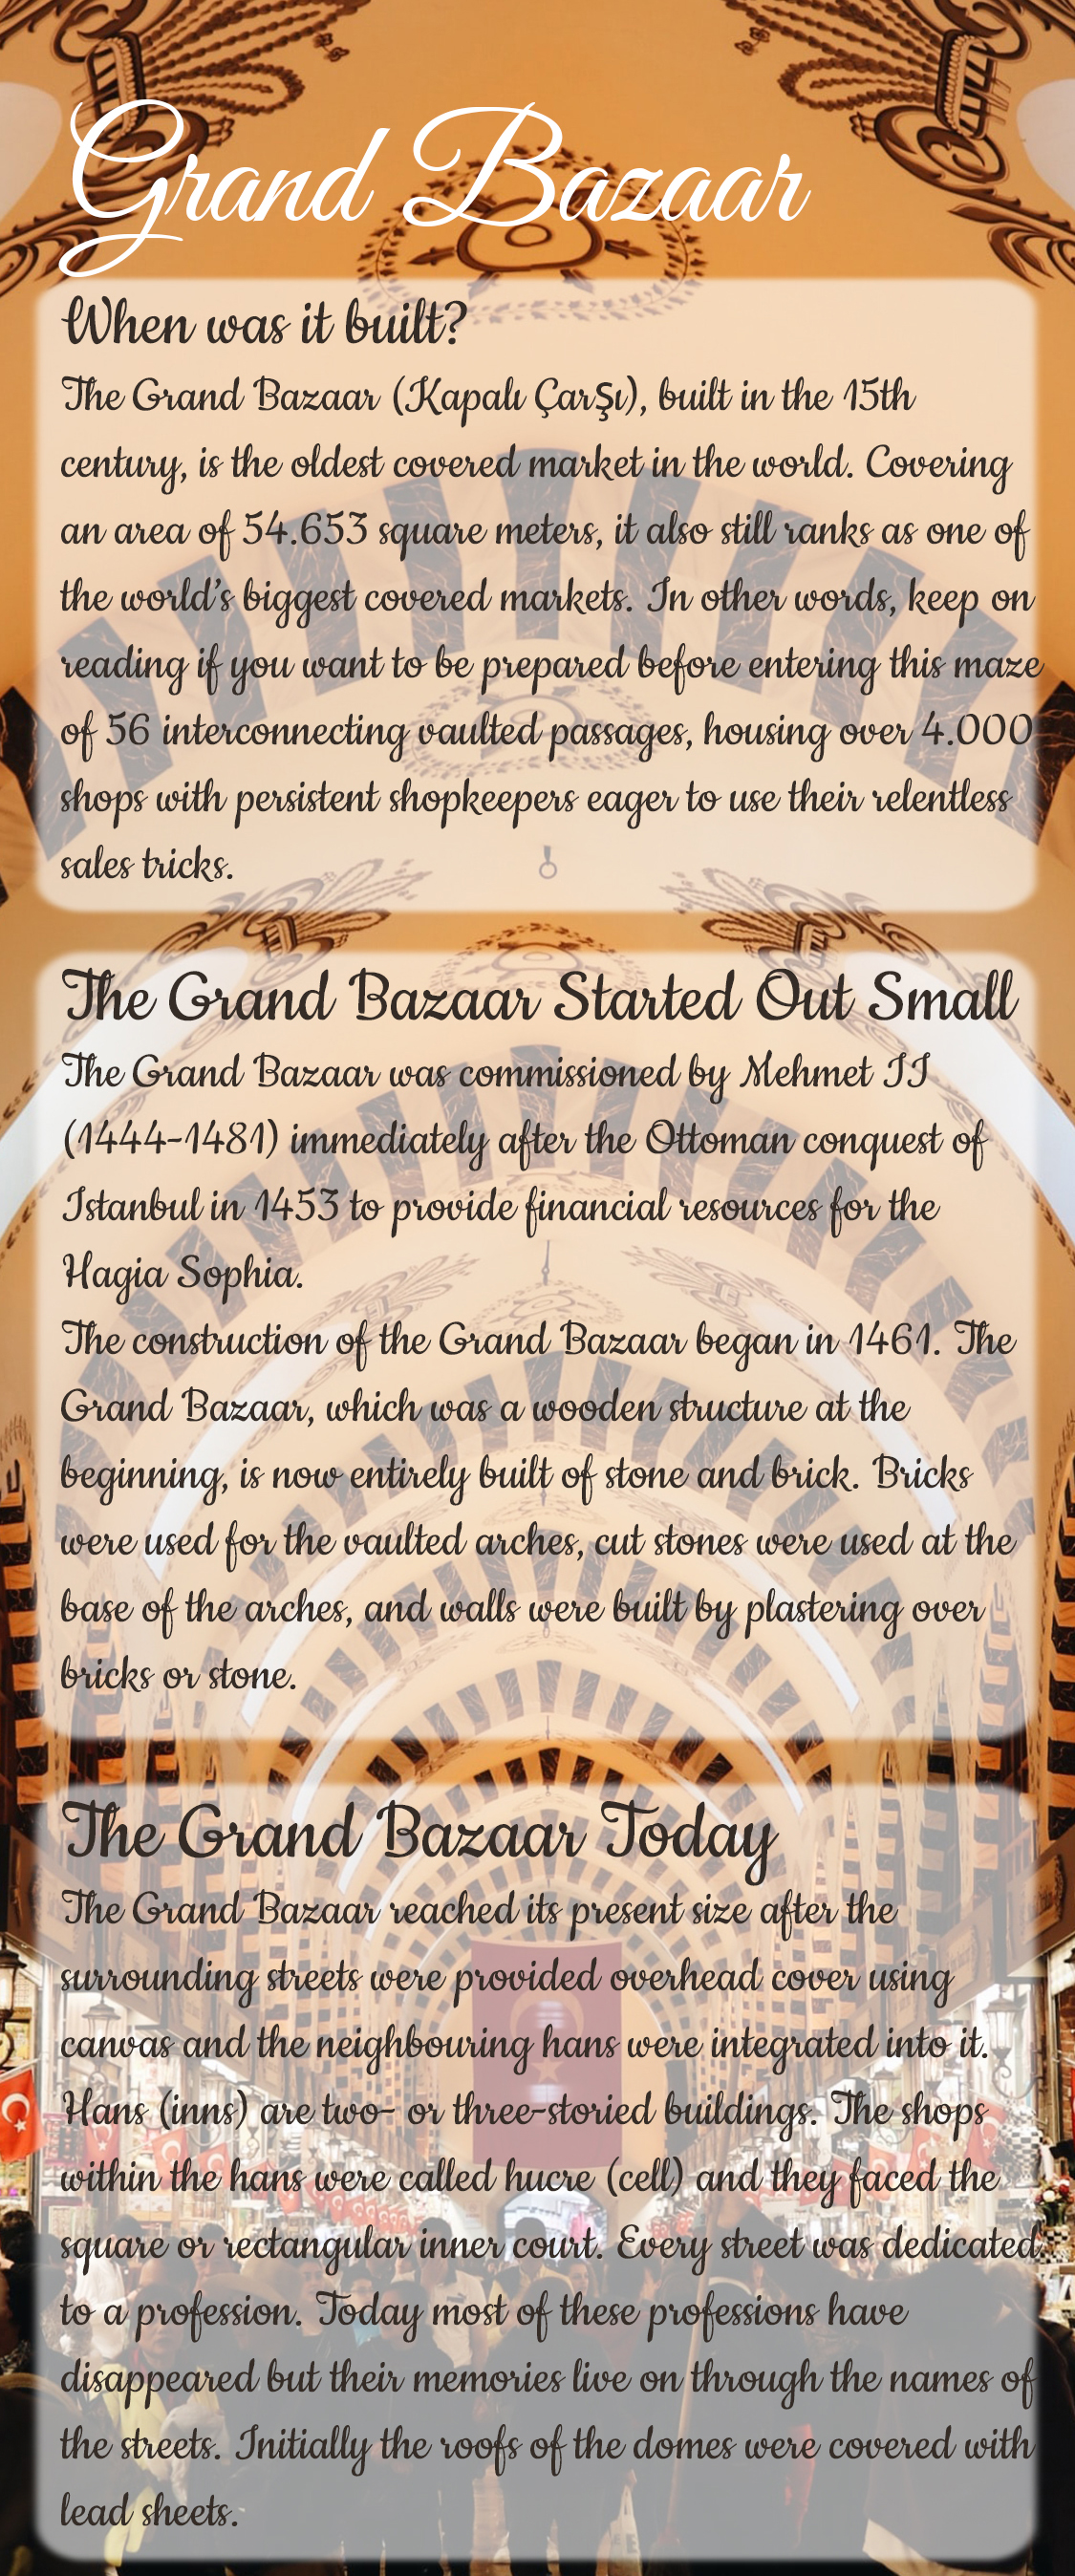 Grand Bazaar
When was it built?
The Grand Bazaar (Kapalı Çarşı), built in the 15th
century, is the oldest covered market in the world. Covering
an area of 54.653 square meters, it also still ranks as one of
the world's biggest covered markets. In other words, keep on
reading if you want to be prepared before entering this maze
of 56 interconnecting vaulted passages, housing over 4.000
shops with persistent shopkeepers eager to use their relentless
sales tricks.
The Grand Bazaar Started Out Small
The Grand Bazaar was commissioned by Mehmet II
(1444-1481) immediately after the Ottoman conquest of
Istanbul in 1453 to provide financial resources for the
Hagia Sophia.
The construction of the Grand Bazaar began in 1461. The
Grand Bazaar, which was a wooden structure at the
beginning, is now entirely built of stone and brick. Bricks
were used for the vaulted arches, cut stones were used at the
base of the arches, and walls were built by plastering over
bricks or stone.
The Grand Bazaar Today
The Grand Bazaar reached its present size after the
surrounding streets were provided overhead cover using
canvas and the neighbouring hans were integrated into it.
Hans (inns) are two- or three-storied buildings. The shops
within the hans were called hucre (cell) and they faced the
square or rectangular inner court. Every street was dedicated
to a profession. Today most of these professions have
disappeared but their memories live on through the names of
the streets. Initially the roofs of the domes were covered with
lead sheets.